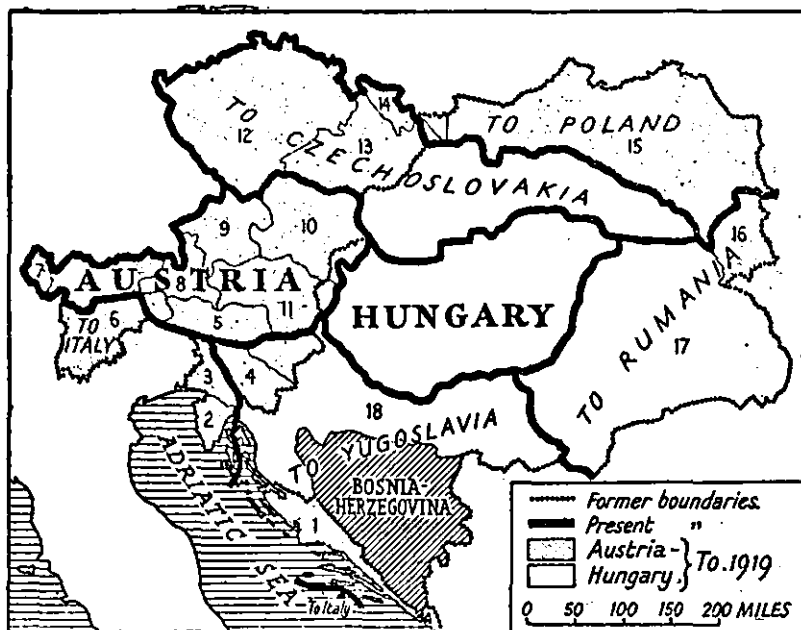 14
TO POLAND
15
TO CZECHOSLOVAKIA
12
13
16
9
10
7
AUSTRIA
8
11
6
TO ITALY
5
HUNGARY
TO RUMANIA
17
3
4
2
18
TO YUGOSLAVIA
ADRIATIC SEA
BOSNIA-
HERZEGOVINA
1
To Italy
Former boundaries.
Present "
Austria-
Hungary. } To 1919
0 50 100 150 200 MILES